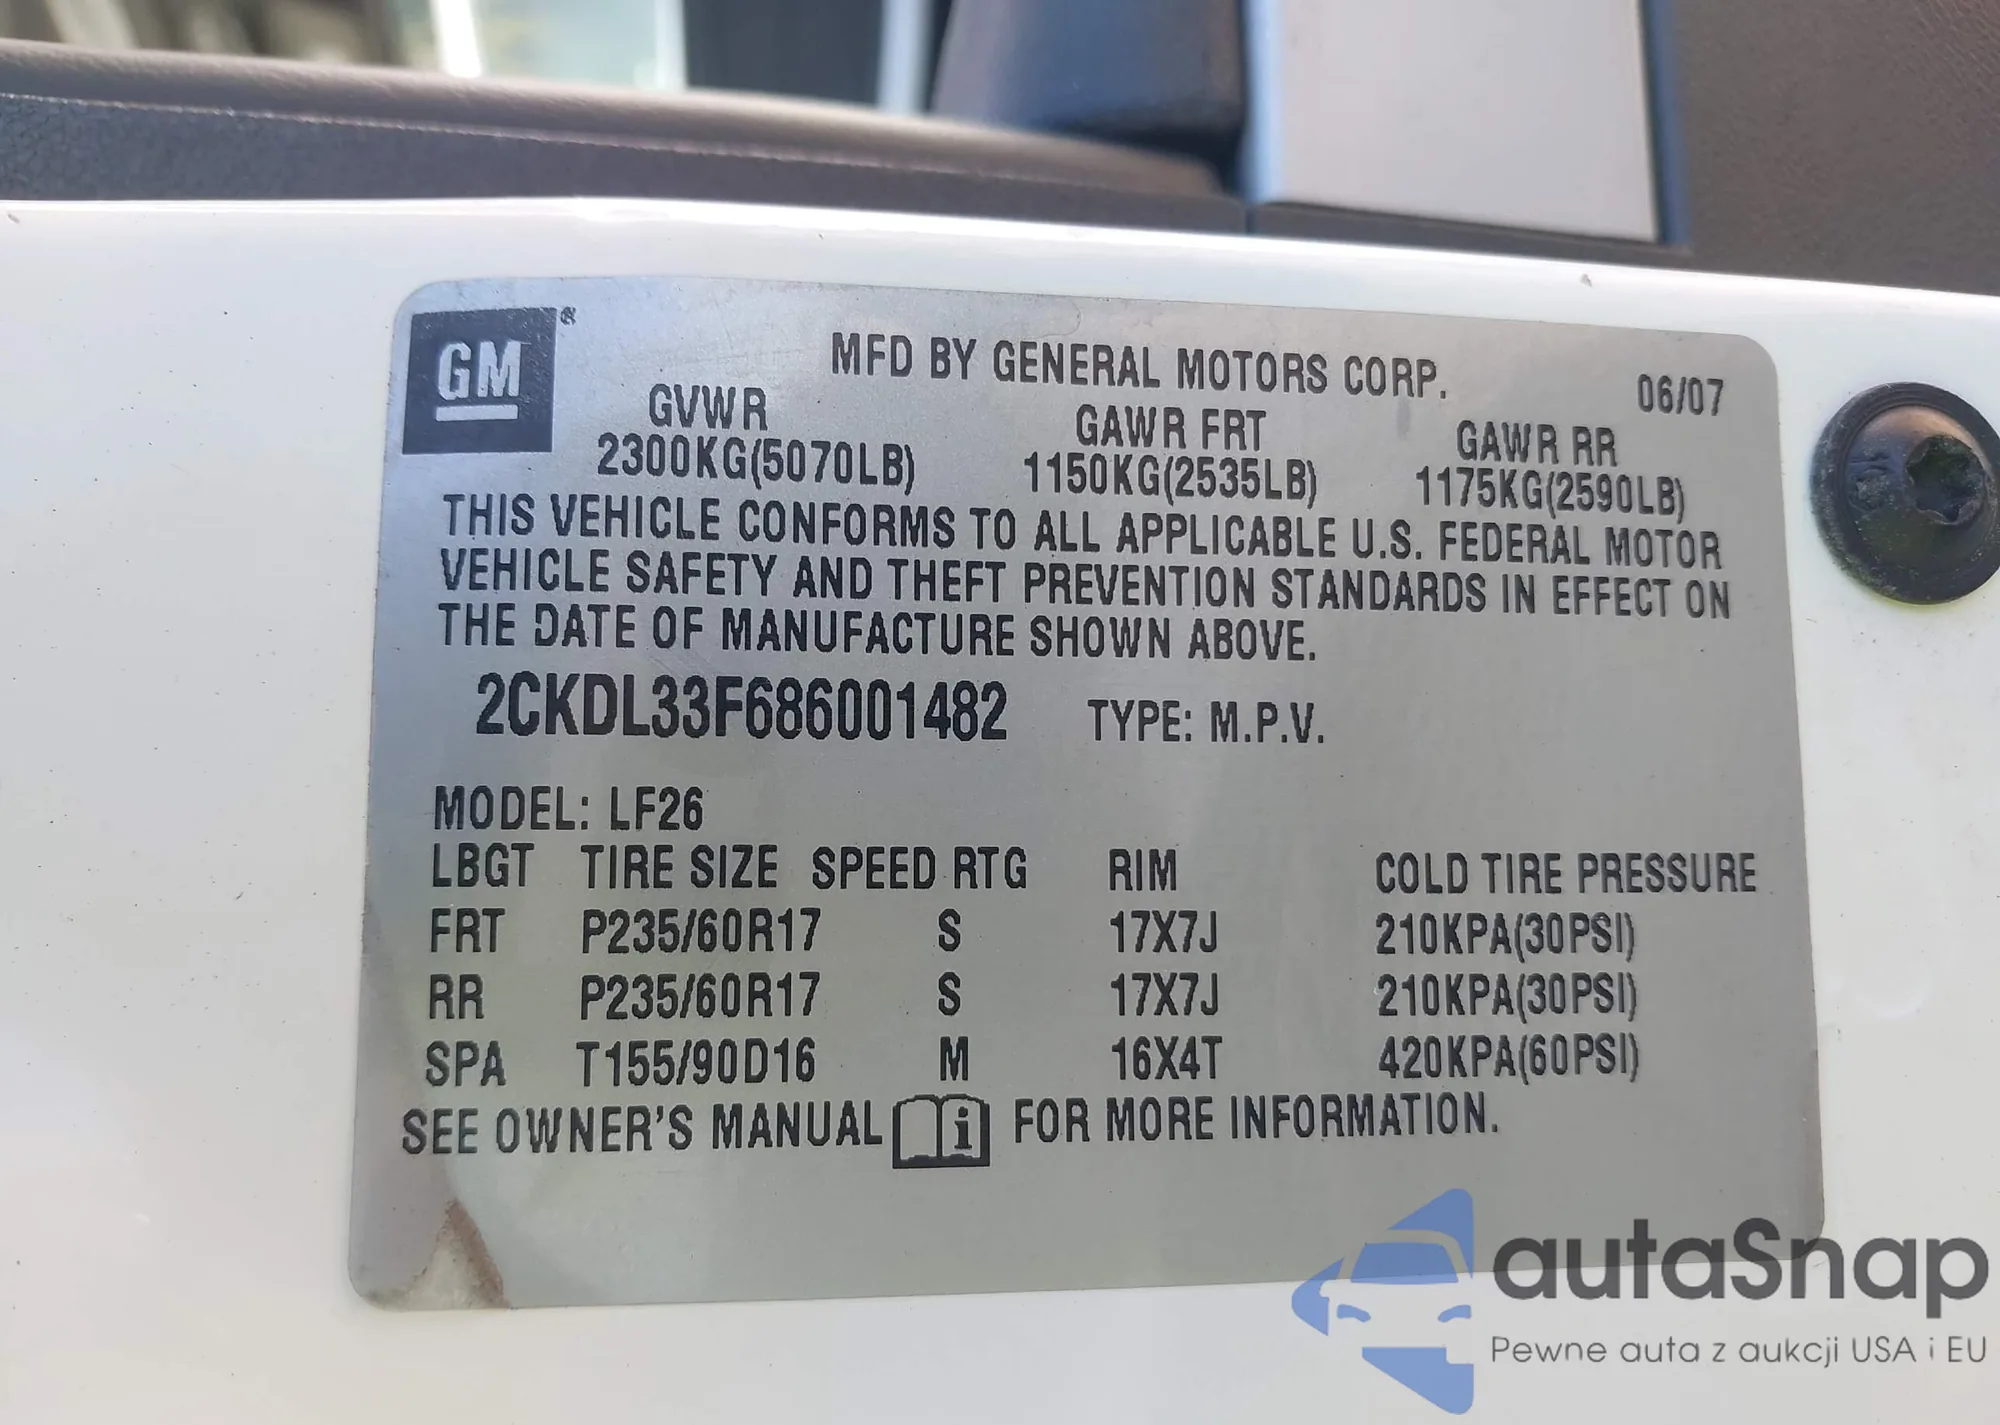 GM®
MFD BY GENERAL MOTORS CORP.
06/07
GVWR GAWR FRT GAWR RR
2300KG(5070LB) 1150KG(2535LB) 1175KG(2590LB)
THIS VEHICLE CONFORMS TO ALL APPLICABLE U.S. FEDERAL MOTOR
VEHICLE SAFETY AND THEFT PREVENTION STANDARDS IN EFFECT ON
THE DATE OF MANUFACTURE SHOWN ABOVE.
2CKDL33F686001482 TYPE: M.P.V.
MODEL: LF26
LBGT TIRE SIZE SPEED RTG RIM COLD TIRE PRESSURE
FRT P235/60R17 S 17X7J 210KPA(30PSI)
RR P235/60R17 S 17X7J 210KPA(30PSI)
SPA T155/90D16 M 16X4T 420KPA(60PSI)
SEE OWNER'S MANUAL i FOR MORE INFORMATION.
autaSnap
Pewne auta z aukcji USA i EU